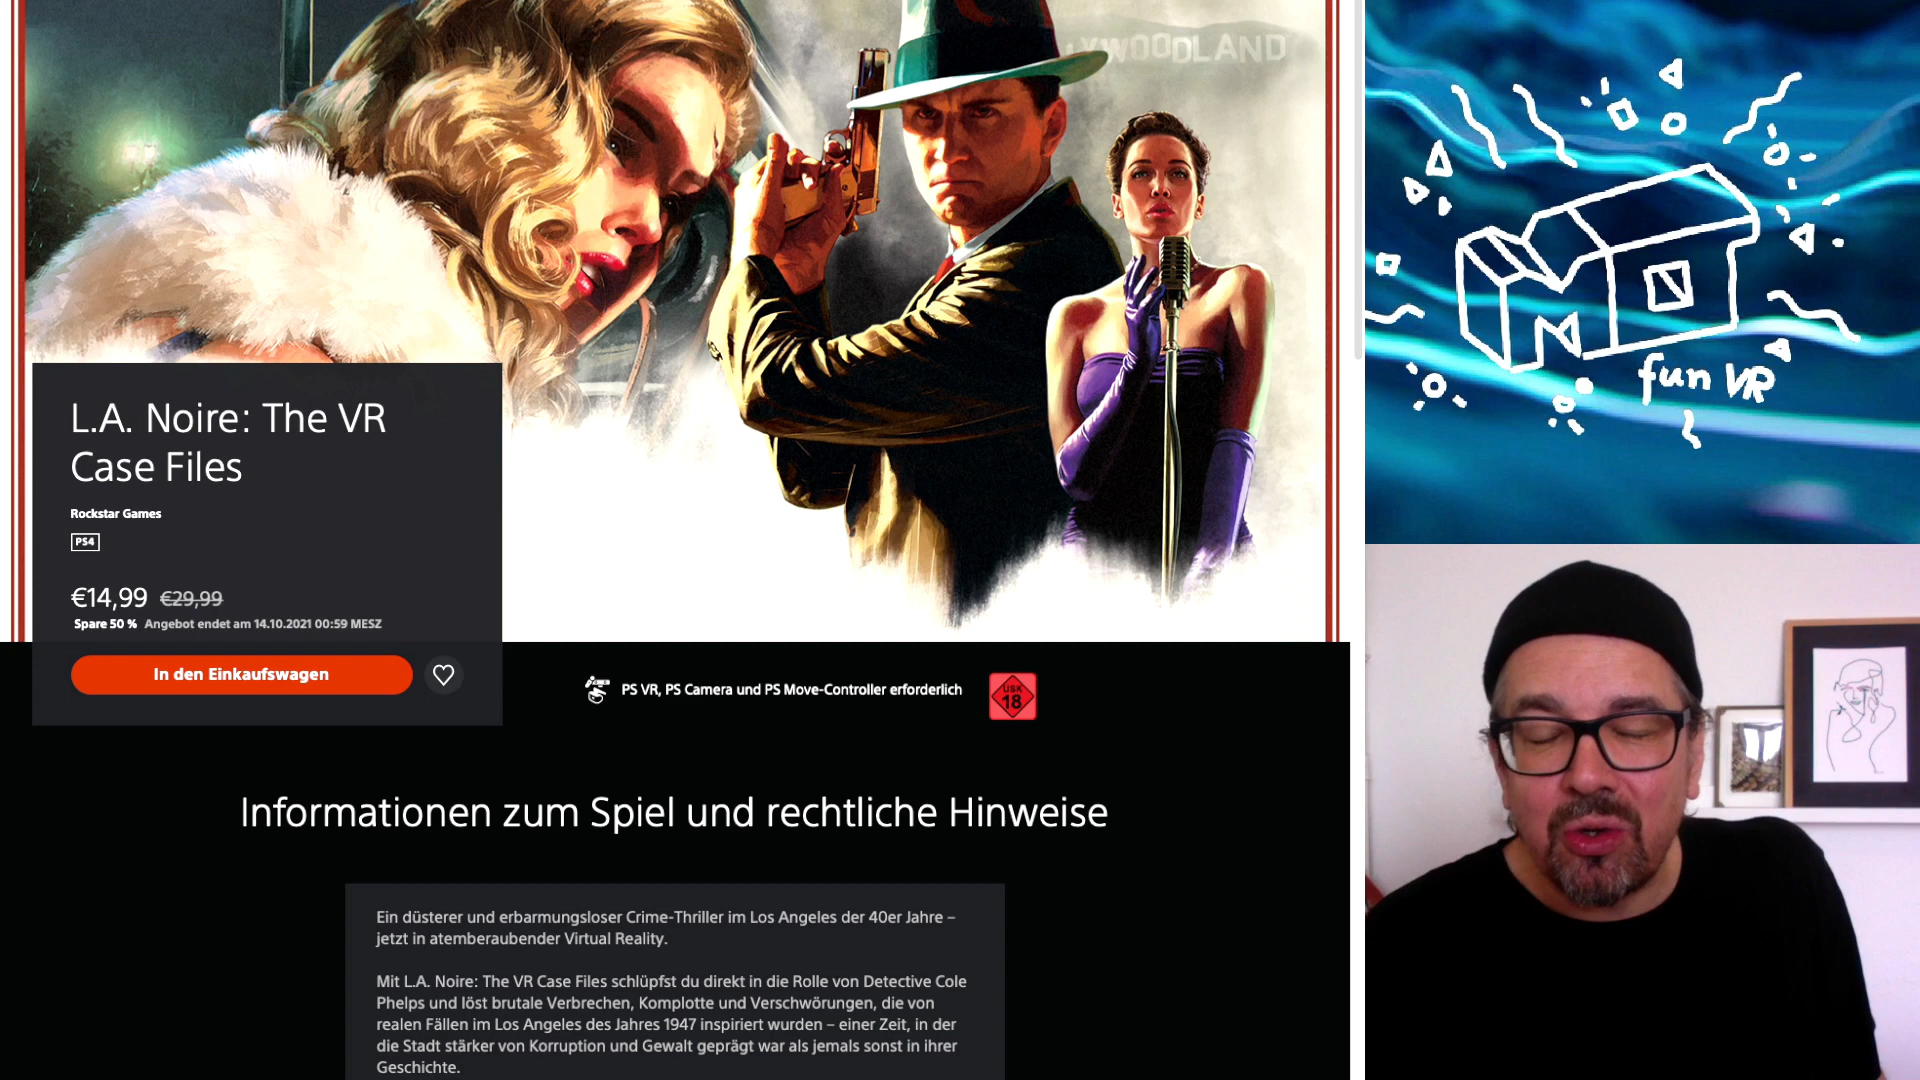 LYWOODLAND
L.A. Noire: The VR
Case Files
Rockstar Games
PS4
€14,99 €29,99
Spare 50 % Angebot endet am 14.10.2021 00:59 MESZ
In den Einkaufswagen
PS VR, PS Camera und PS Move-Controller erforderlich
USK
18
Informationen zum Spiel und rechtliche Hinweise
Ein düsterer und erbarmungsloser Crime-Thriller im Los Angeles der 40er Jahre –
jetzt in atemberaubender Virtual Reality.
Mit L.A. Noire: The VR Case Files schlüpfst du direkt in die Rolle von Detective Cole
Phelps und löst brutale Verbrechen, Komplotte und Verschwörungen, die von
realen Fällen im Los Angeles des Jahres 1947 inspiriert wurden – einer Zeit, in der
die Stadt stärker von Korruption und Gewalt geprägt war als jemals sonst in ihrer
Geschichte.
fun VR